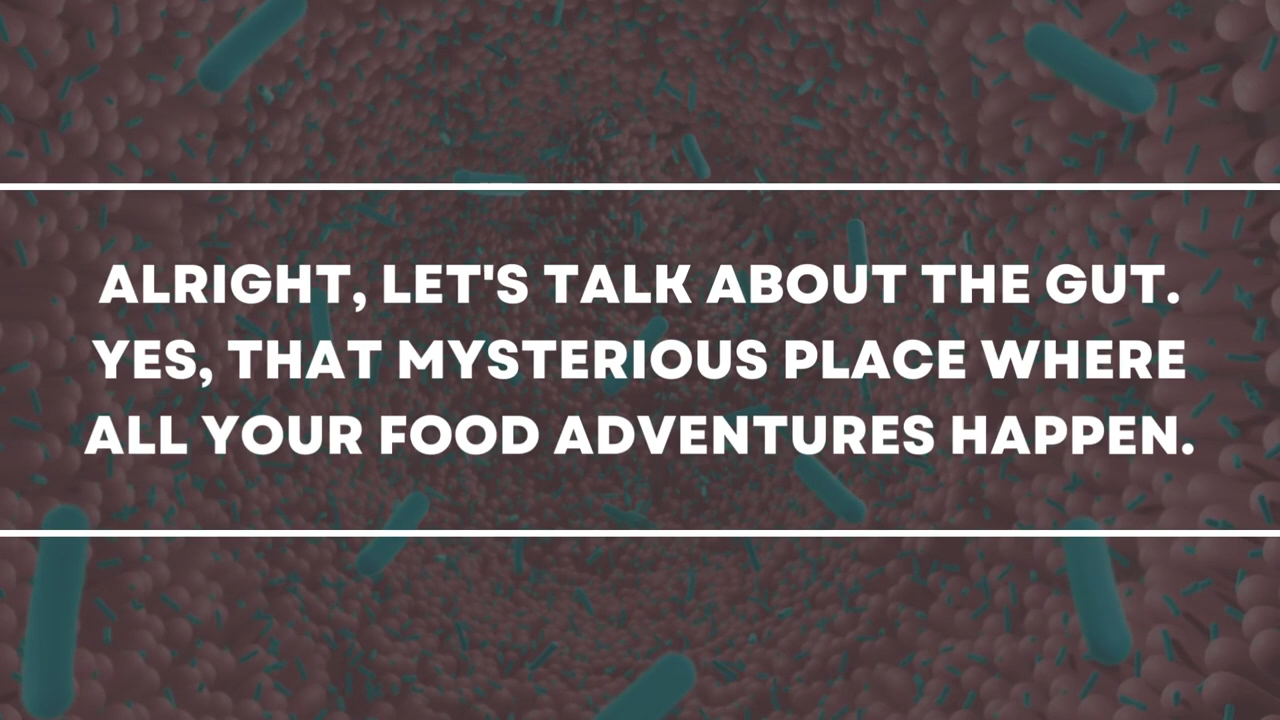 ALRIGHT, LET'S TALK ABOUT THE GUT.
YES, THAT MYSTERIOUS PLACE WHERE
ALL YOUR FOOD ADVENTURES HAPPEN.